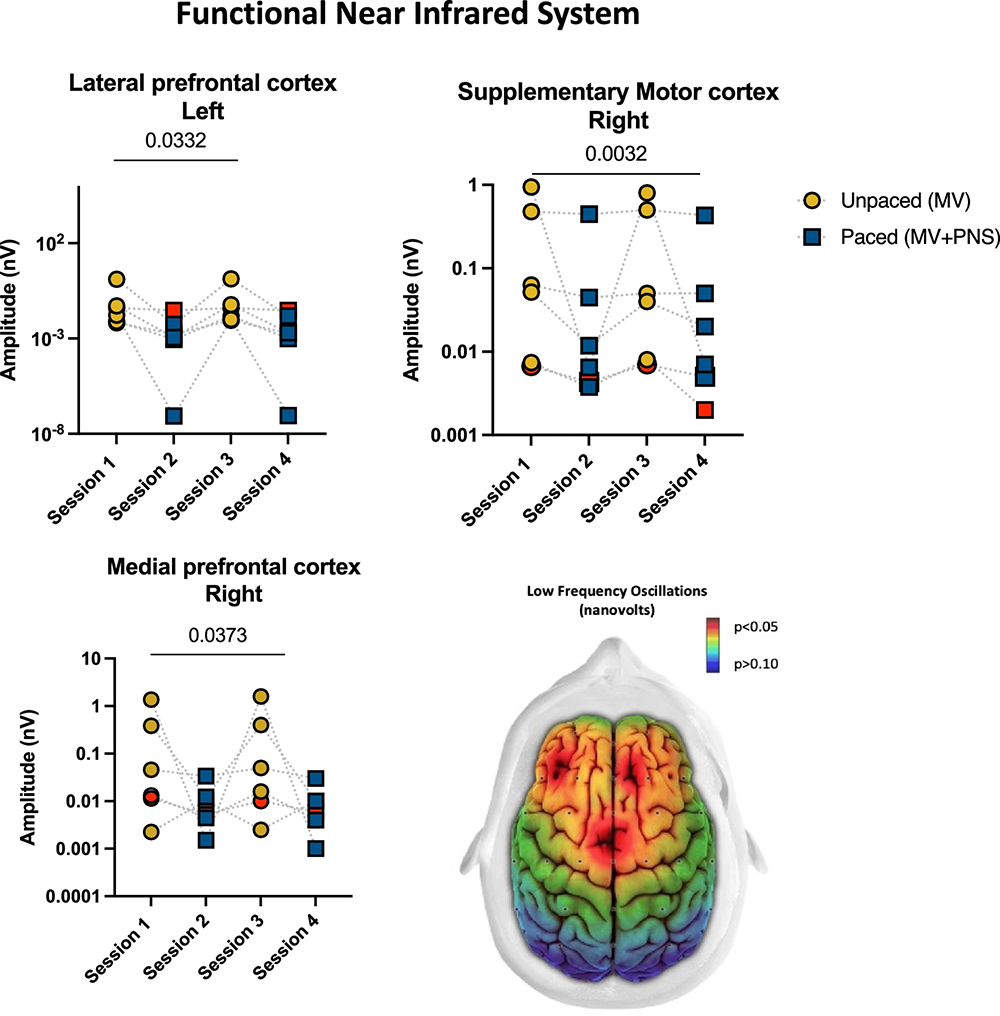 Functional Near Infrared System
Lateral prefrontal cortex
Left
0.0332
Amplitude (nV)
10²
10⁻³
10⁻⁸
Session 1
Session 2
Session 3
Session 4
Supplementary Motor cortex
Right
0.0032
Amplitude (nV)
1
0.1
0.01
0.001
Session 1
Session 2
Session 3
Session 4
Unpaced (MV)
Paced (MV+PNS)
Medial prefrontal cortex
Right
0.0373
Amplitude (nV)
10
1
0.1
0.01
0.001
0.0001
Session 1
Session 2
Session 3
Session 4
Low Frequency Oscillations
(nanovolts)
p<0.05
p>0.10